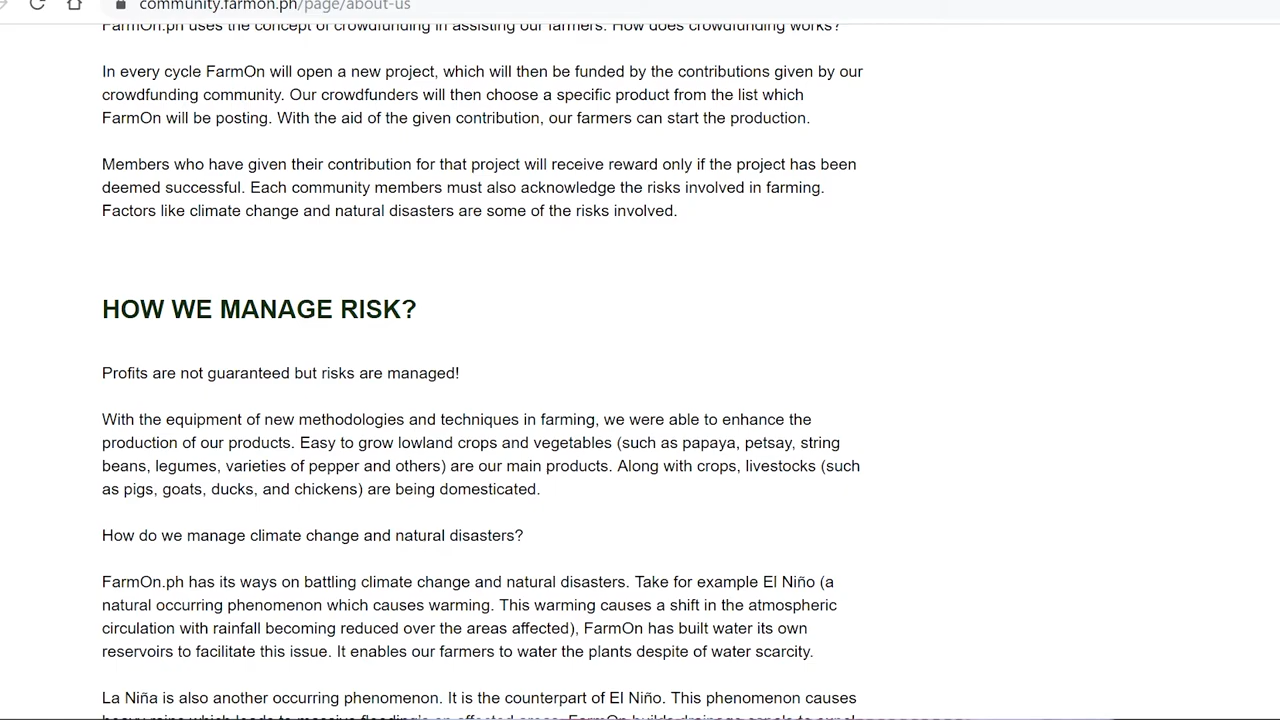 community.farmon.ph/page/about-us
FarmOn.ph uses the concept of crowdfunding in assisting our farmers. How does crowdfunding works?
In every cycle FarmOn will open a new project, which will then be funded by the contributions given by our
crowdfunding community. Our crowdfunders will then choose a specific product from the list which
FarmOn will be posting. With the aid of the given contribution, our farmers can start the production.
Members who have given their contribution for that project will receive reward only if the project has been
deemed successful. Each community members must also acknowledge the risks involved in farming.
Factors like climate change and natural disasters are some of the risks involved.
HOW WE MANAGE RISK?
Profits are not guaranteed but risks are managed!
With the equipment of new methodologies and techniques in farming, we were able to enhance the
production of our products. Easy to grow lowland crops and vegetables (such as papaya, petsay, string
beans, legumes, varieties of pepper and others) are our main products. Along with crops, livestocks (such
as pigs, goats, ducks, and chickens) are being domesticated.
How do we manage climate change and natural disasters?
FarmOn.ph has its ways on battling climate change and natural disasters. Take for example El Niño (a
natural occurring phenomenon which causes warming. This warming causes a shift in the atmospheric
circulation with rainfall becoming reduced over the areas affected), FarmOn has built water its own
reservoirs to facilitate this issue. It enables our farmers to water the plants despite of water scarcity.
La Niña is also another occurring phenomenon. It is the counterpart of El Niño. This phenomenon causes